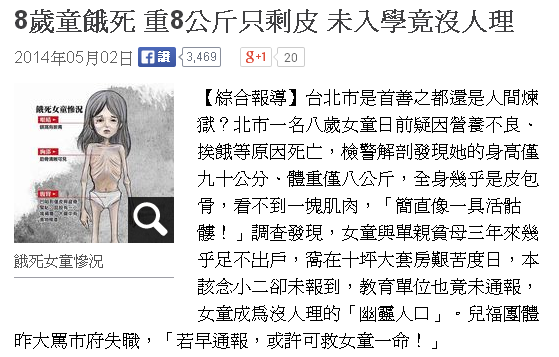 8歲童餓死 重8公斤只剩皮 未入學竟沒人理
2014年05月02日 讚 3,469 g+1 20
餓死女童慘況
餓死女童慘況
【綜合報導】台北市是首善之都還是人間煉
獄？北市一名八歲女童日前疑因營養不良、
挨餓等原因死亡，檢警解剖發現她的身高僅
九十公分、體重僅八公斤，全身幾乎是皮包
骨，看不到一塊肌肉，「簡直像一具活骷
髏！」調查發現，女童與單親貧母三年來幾
乎足不出戶，窩在十坪大套房艱苦度日，本
該念小二卻未報到，教育單位也竟未通報，
女童成為沒人理的「幽靈人口」。兒福團體
昨大罵市府失職，「若早通報，或許可救女童一命！」